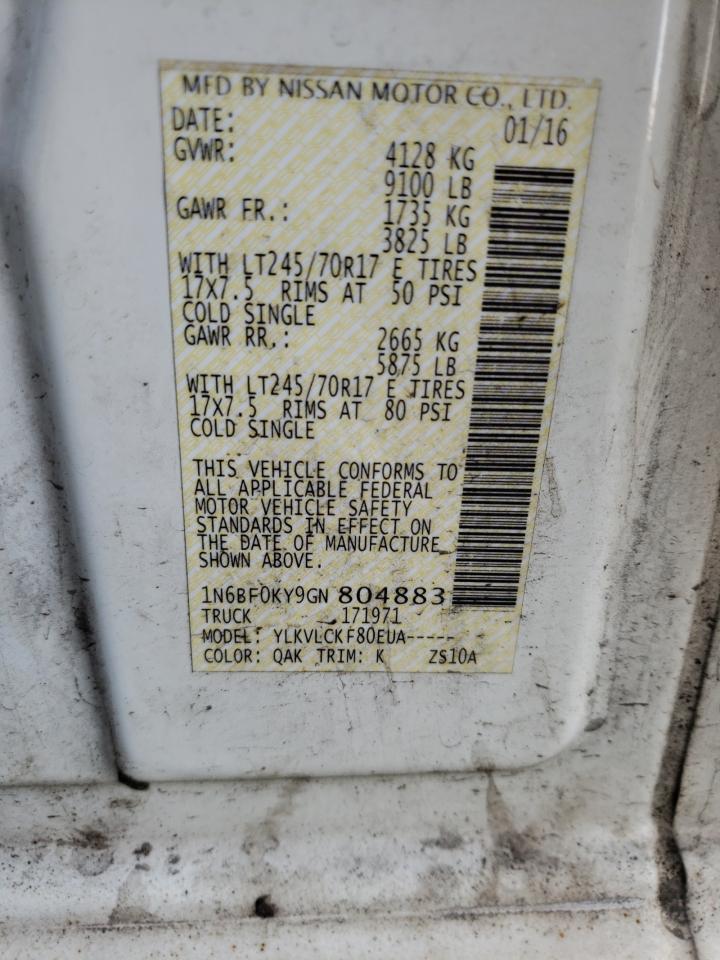 MFD BY NISSAN MOTOR CO., LTD.
DATE: 01/16
GVWR: 4128 KG
9100 LB
GAWR FR.: 1735 KG
3825 LB
WITH LT245/70R17 E TIRES
17X7.5 RIMS AT 50 PSI
COLD SINGLE
GAWR RR.: 2665 KG
5875 LB
WITH LT245/70R17 E TIRES
17X7.5 RIMS AT 80 PSI
COLD SINGLE
THIS VEHICLE CONFORMS TO
ALL APPLICABLE FEDERAL
MOTOR VEHICLE SAFETY
STANDARDS IN EFFECT ON
THE DATE OF MANUFACTURE
SHOWN ABOVE.
1N6BF0KY9GN 804883
TRUCK 171971
MODEL: YLKVLCKF80EUA-----
COLOR: QAK TRIM: K ZS10A